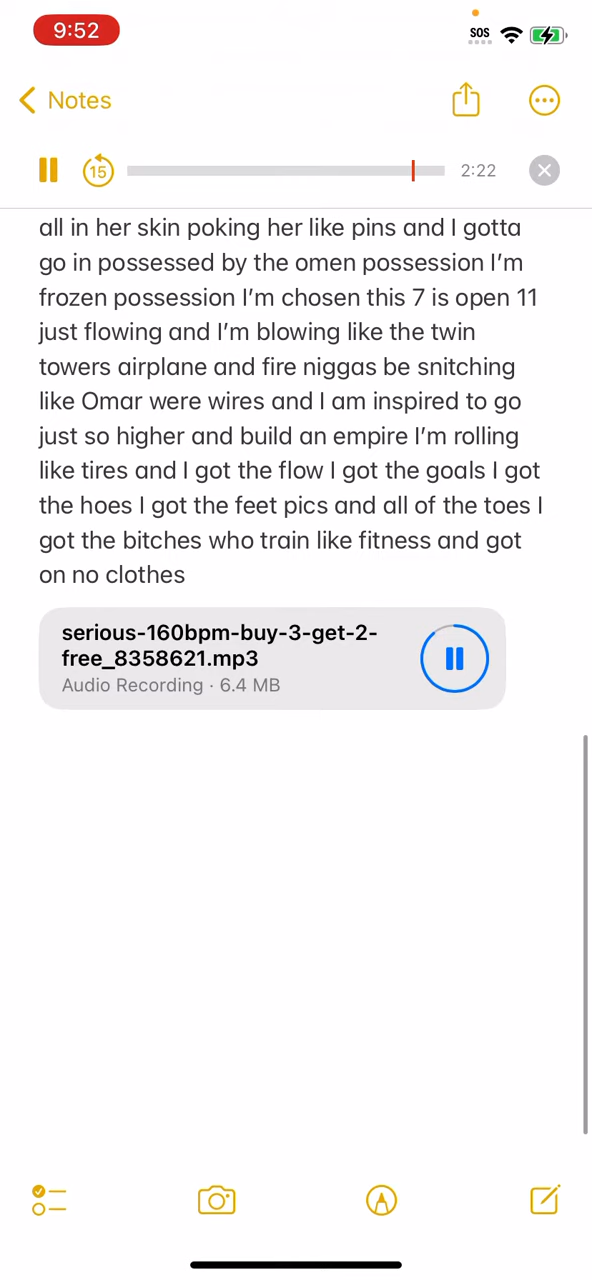 9:52
SOS
Notes
15
2:22
all in her skin poking her like pins and I gotta
go in possessed by the omen possession I'm
frozen possession I'm chosen this 7 is open 11
just flowing and I'm blowing like the twin
towers airplane and fire niggas be snitching
like Omar were wires and I am inspired to go
just so higher and build an empire I'm rolling
like tires and I got the flow I got the goals I got
the hoes I got the feet pics and all of the toes I
got the bitches who train like fitness and got
on no clothes
serious-160bpm-buy-3-get-2-
free_8358621.mp3
Audio Recording · 6.4 MB